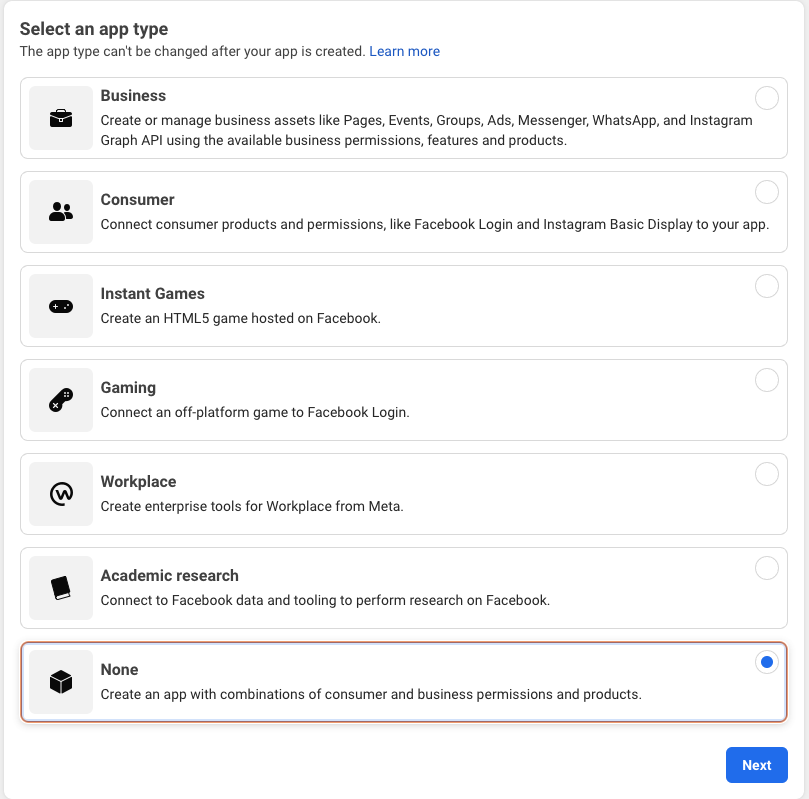 Select an app type
The app type can't be changed after your app is created. Learn more
Business
Create or manage business assets like Pages, Events, Groups, Ads, Messenger, WhatsApp, and Instagram
Graph API using the available business permissions, features and products.
Consumer
Connect consumer products and permissions, like Facebook Login and Instagram Basic Display to your app.
Instant Games
Create an HTML5 game hosted on Facebook.
Gaming
Connect an off-platform game to Facebook Login.
Workplace
Create enterprise tools for Workplace from Meta.
Academic research
Connect to Facebook data and tooling to perform research on Facebook.
None
Create an app with combinations of consumer and business permissions and products.
Next